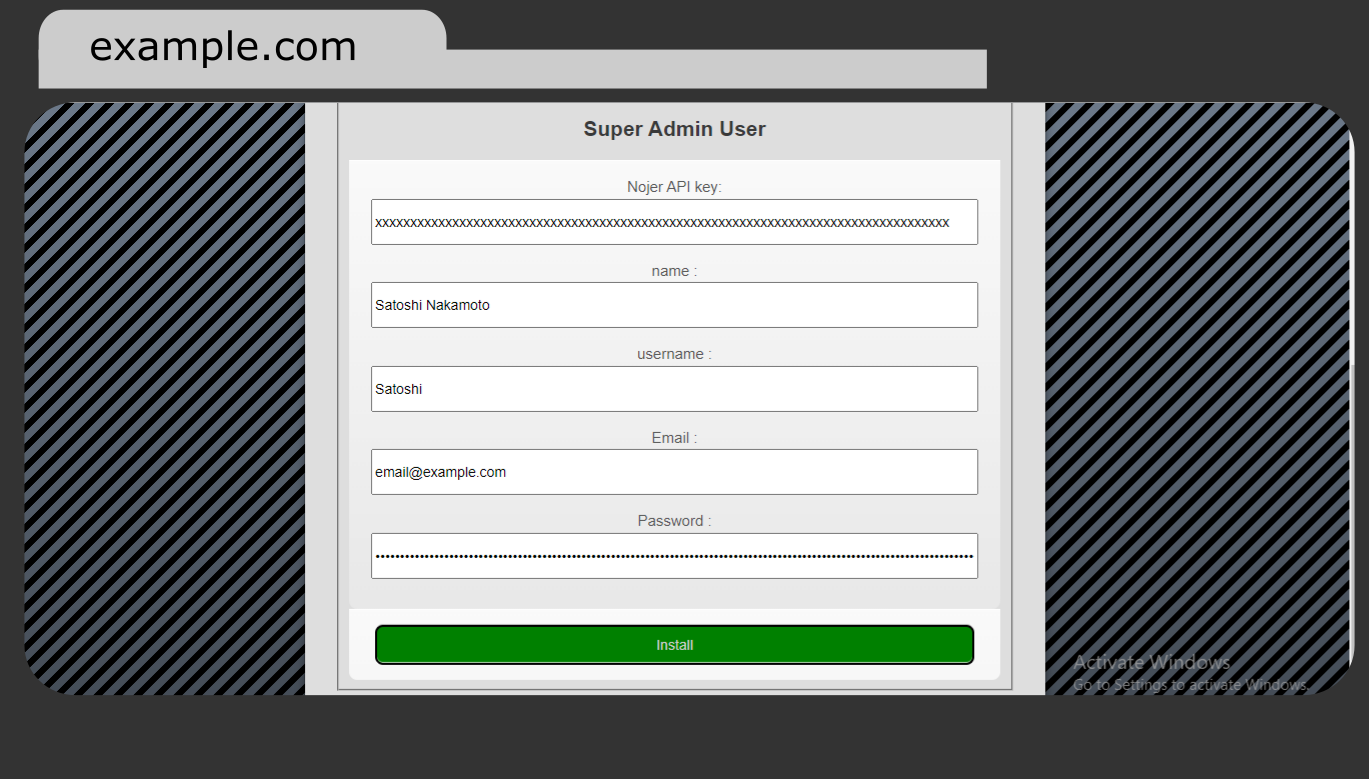 example.com
Super Admin User
Nojer API key:
xxxxxxxxxxxxxxxxxxxxxxxxxxxxxxxxxxxxxxxxxxxxxxxxxxxxxxxxxxxxxxxxxxxxxxxxxxxxxxxxxx
name :
Satoshi Nakamoto
username :
Satoshi
Email :
email@example.com
Password :
Install
Activate Windows
Go to Settings to activate Windows.